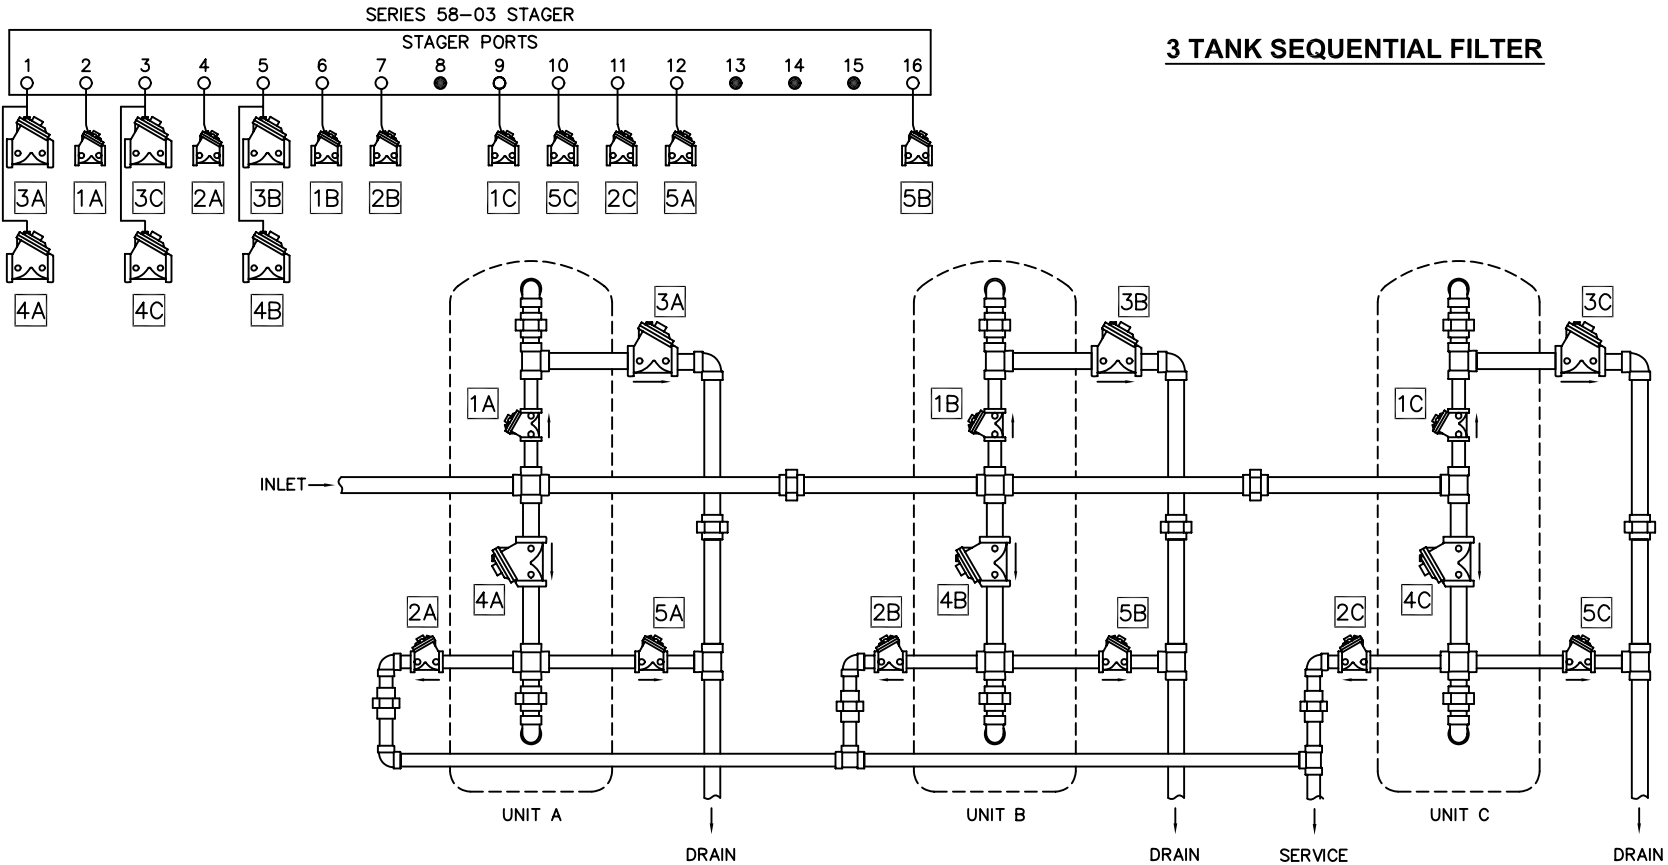 SERIES 58-03 STAGER
3 TANK SEQUENTIAL FILTER
STAGER PORTS
1 2 3 4 5 6 7 8 9 10 11 12 13 14 15 16
3A 1A 3C 2A 3B 1B 2B 1C 5C 2C 5A 5B
4A 4C 4B
3A 3B 3C
1A 1B 1C
INLET
4A 4B 4C
2A 5A 2B 5B 2C 5C
UNIT A UNIT B UNIT C
DRAIN DRAIN SERVICE DRAIN